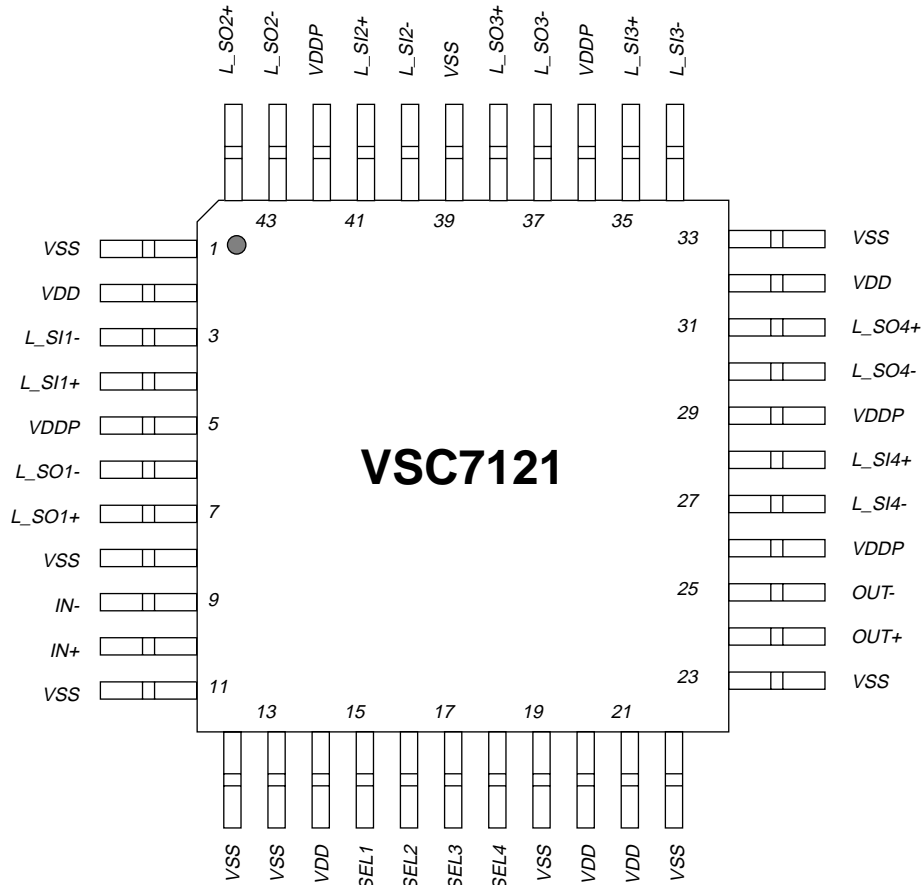 L_SO2+
L_SO2-
VDDP
L_SI2+
L_SI2-
VSS
L_SO3+
L_SO3-
VDDP
L_SI3+
L_SI3-
43
41
39
37
35
VSS
1
33
VSS
VDD
VDD
L_SI1-
3
31
L_SO4+
L_SI1+
L_SO4-
VDDP
5
29
VDDP
VSC7121
L_SO1-
L_SI4+
L_SO1+
7
27
L_SI4-
VSS
VDDP
IN-
9
25
OUT-
IN+
OUT+
VSS
11
23
VSS
13
15
17
19
21
VSS
VSS
VDD
SEL1
SEL2
SEL3
SEL4
VSS
VDD
VDD
VSS